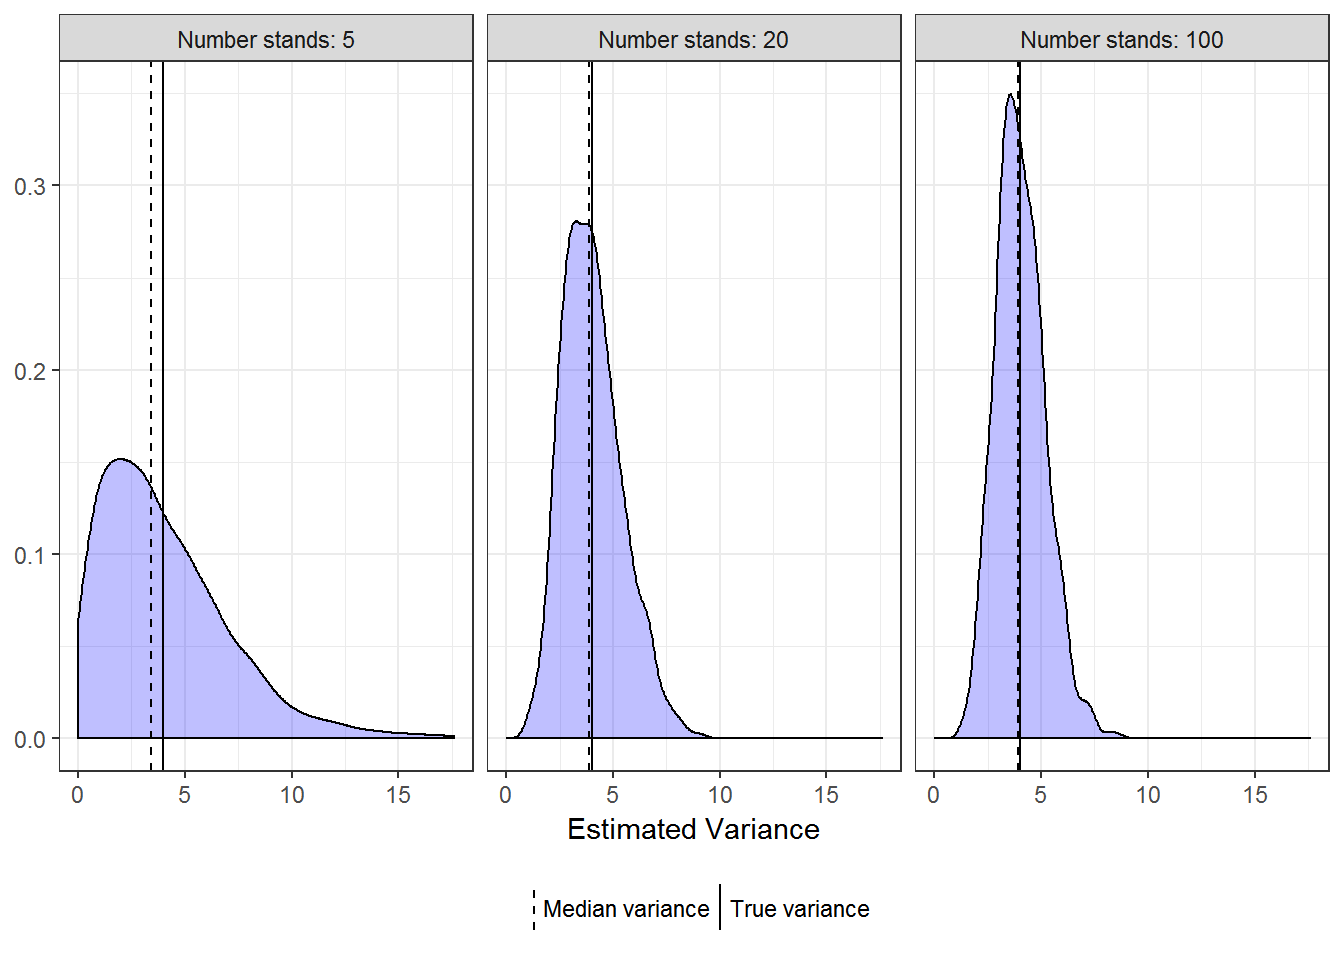 Number stands: 5
Number stands: 20
Number stands: 100
0.3
0.2
0.1
0.0
0 5 10 15
0 5 10 15
0 5 10 15
Estimated Variance
Median variance
True variance